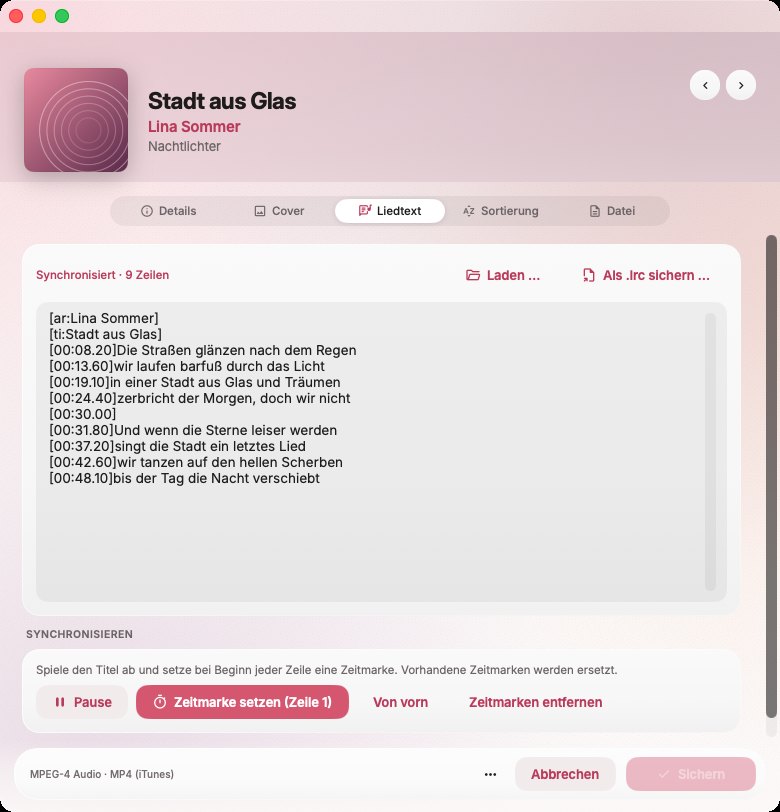 Stadt aus Glas
Lina Sommer
Nachtlichter
Details
Cover
Liedtext
Sortierung
Datei
Synchronisiert · 9 Zeilen
Laden ...
Als .lrc sichern ...
[ar:Lina Sommer]
[ti:Stadt aus Glas]
[00:08.20]Die Straßen glänzen nach dem Regen
[00:13.60]wir laufen barfuß durch das Licht
[00:19.10]in einer Stadt aus Glas und Träumen
[00:24.40]zerbricht der Morgen, doch wir nicht
[00:30.00]
[00:31.80]Und wenn die Sterne leiser werden
[00:37.20]singt die Stadt ein letztes Lied
[00:42.60]wir tanzen auf den hellen Scherben
[00:48.10]bis der Tag die Nacht verschiebt
SYNCHRONISIEREN
Spiele den Titel ab und setze bei Beginn jeder Zeile eine Zeitmarke. Vorhandene Zeitmarken werden ersetzt.
Pause
Zeitmarke setzen (Zeile 1)
Von vorn
Zeitmarken entfernen
MPEG-4 Audio · MP4 (iTunes)
Abbrechen
Sichern